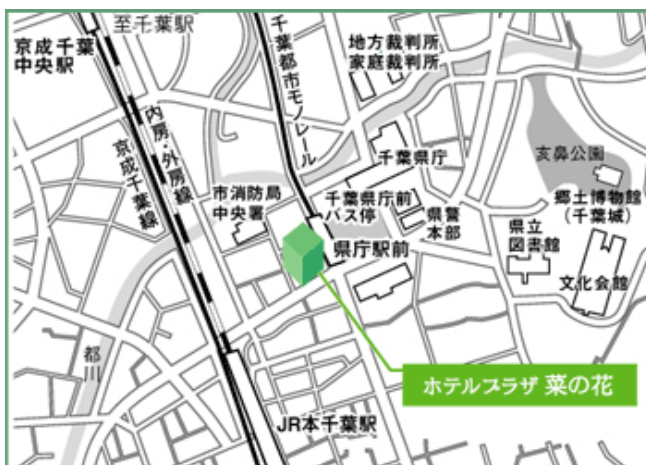 至千葉駅
京成千葉
中央駅
千葉都市モノレール
地方裁判所
家庭裁判所
内房・外房線
京成千葉線
千葉県庁
亥鼻公園
市消防局
中央署
千葉県庁前
バス停
県警
本部
郷土博物館
(千葉城)
県立
図書館
県庁駅前
文化会館
都川
ホテルプラザ 菜の花
JR本千葉駅